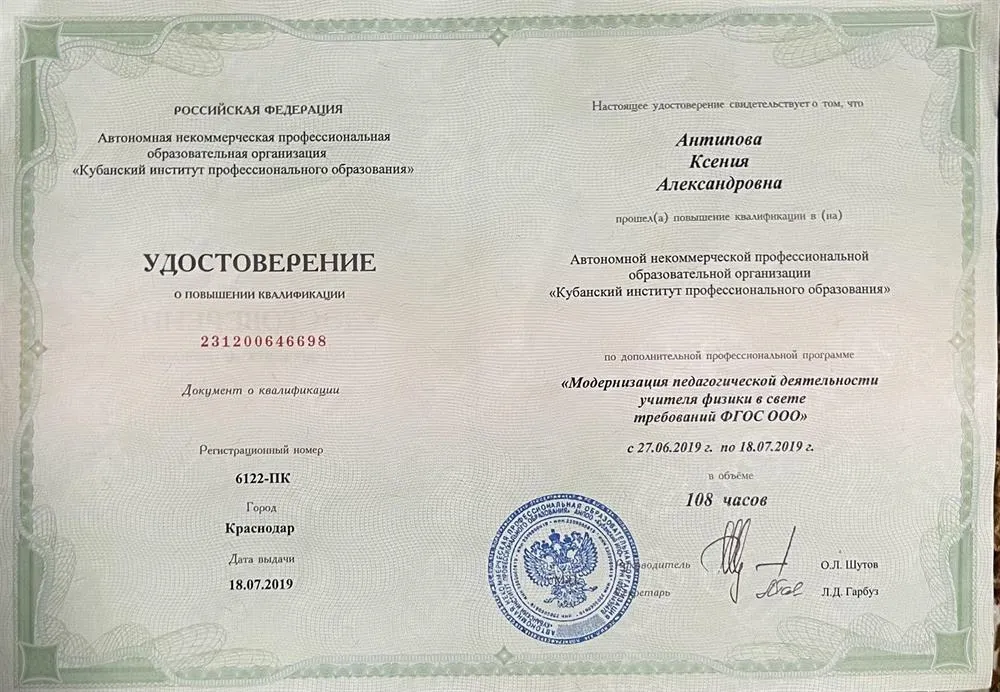 РОССИЙСКАЯ ФЕДЕРАЦИЯ
Автономная некоммерческая профессиональная
образовательная организация
«Кубанский институт профессионального образования»
УДОСТОВЕРЕНИЕ
О ПОВЫШЕНИИ КВАЛИФИКАЦИИ
231200646698
Документ о квалификации
Регистрационный номер
6122-ПК
Город
Краснодар
Дата выдачи
18.07.2019
Настоящее удостоверение свидетельствует о том, что
Антипова
Ксения
Александровна
прошел(а) повышение квалификации в (на)
Автономной некоммерческой профессиональной
образовательной организации
«Кубанский институт профессионального образования»
по дополнительной профессиональной программе
«Модернизация педагогической деятельности
учителя физики в свете
требований ФГОС ООО»
с 27.06.2019 г. по 18.07.2019 г.
в объёме
108 часов
М.П.
Руководитель
О.Л. Шутов
Секретарь
Л.Д. Гарбуз